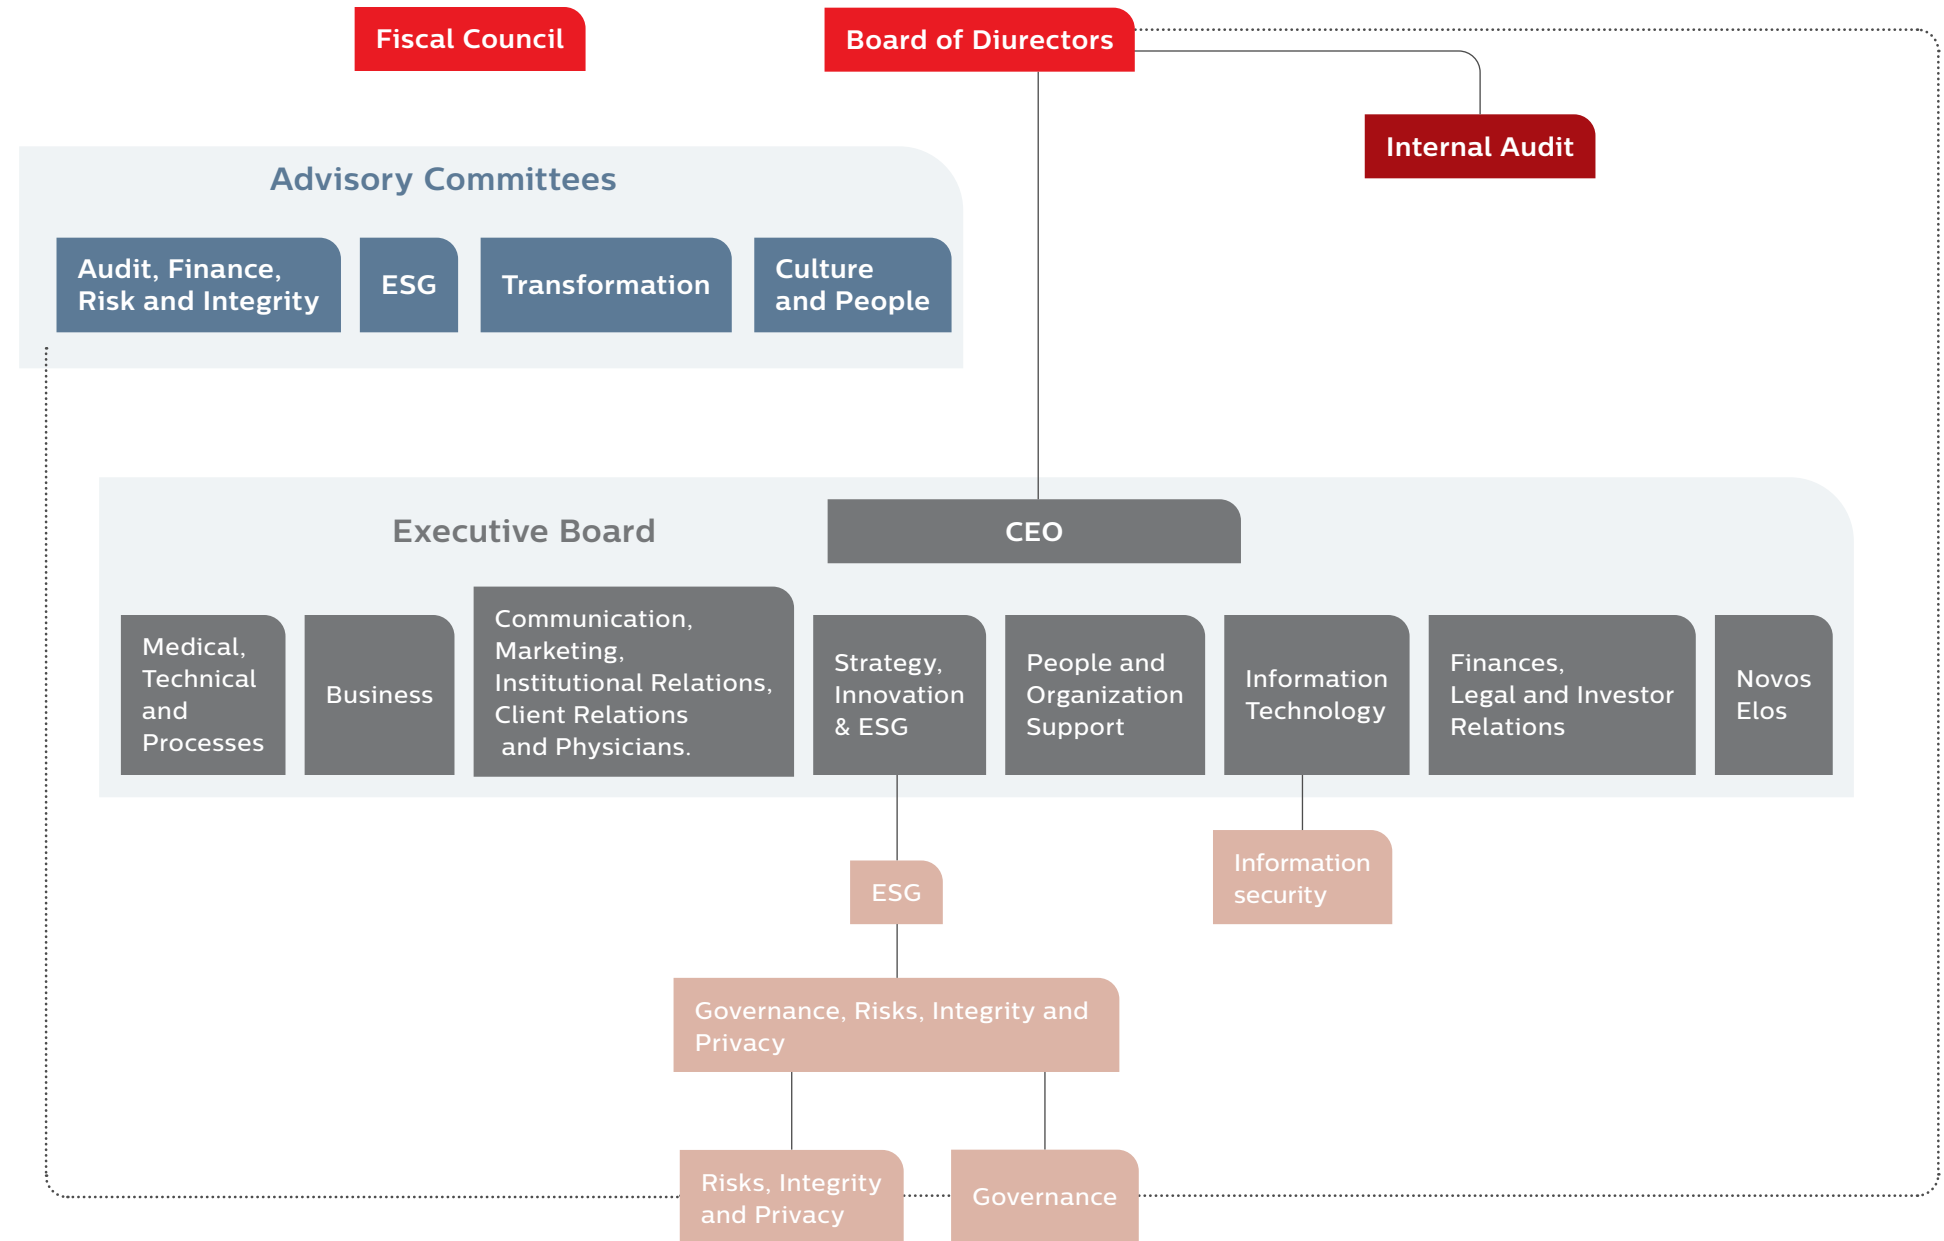 Fiscal Council
Board of Diurectors
Internal Audit
Advisory Committees
Audit, Finance,
Risk and Integrity
ESG
Transformation
Culture
and People
Executive Board
CEO
Medical,
Technical
and
Processes
Business
Communication,
Marketing,
Institutional Relations,
Client Relations
and Physicians.
Strategy,
Innovation
& ESG
People and
Organization
Support
Information
Technology
Finances,
Legal and Investor
Relations
Novos
Elos
ESG
Information
security
Governance, Risks, Integrity and
Privacy
Risks, Integrity
and Privacy
Governance